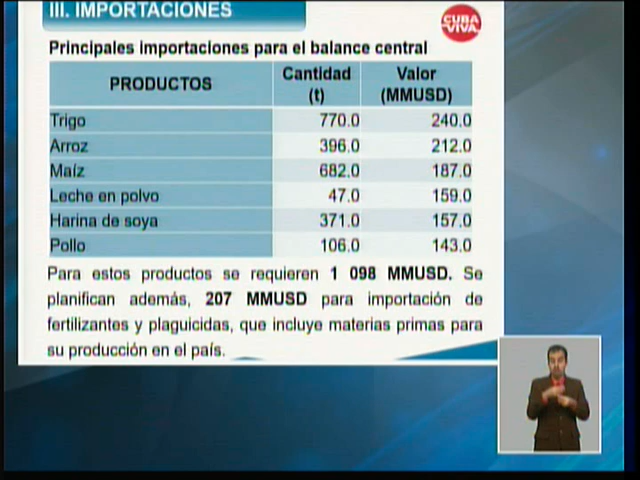 III. IMPORTACIONES
CUBA
VIVA
Principales importaciones para el balance central
PRODUCTOS Cantidad (t) Valor (MMUSD)
Trigo 770.0 240.0
Arroz 396.0 212.0
Maíz 682.0 187.0
Leche en polvo 47.0 159.0
Harina de soya 371.0 157.0
Pollo 106.0 143.0
Para estos productos se requieren 1 098 MMUSD. Se
planifican además, 207 MMUSD para importación de
fertilizantes y plaguicidas, que incluye materias primas para
su producción en el país.